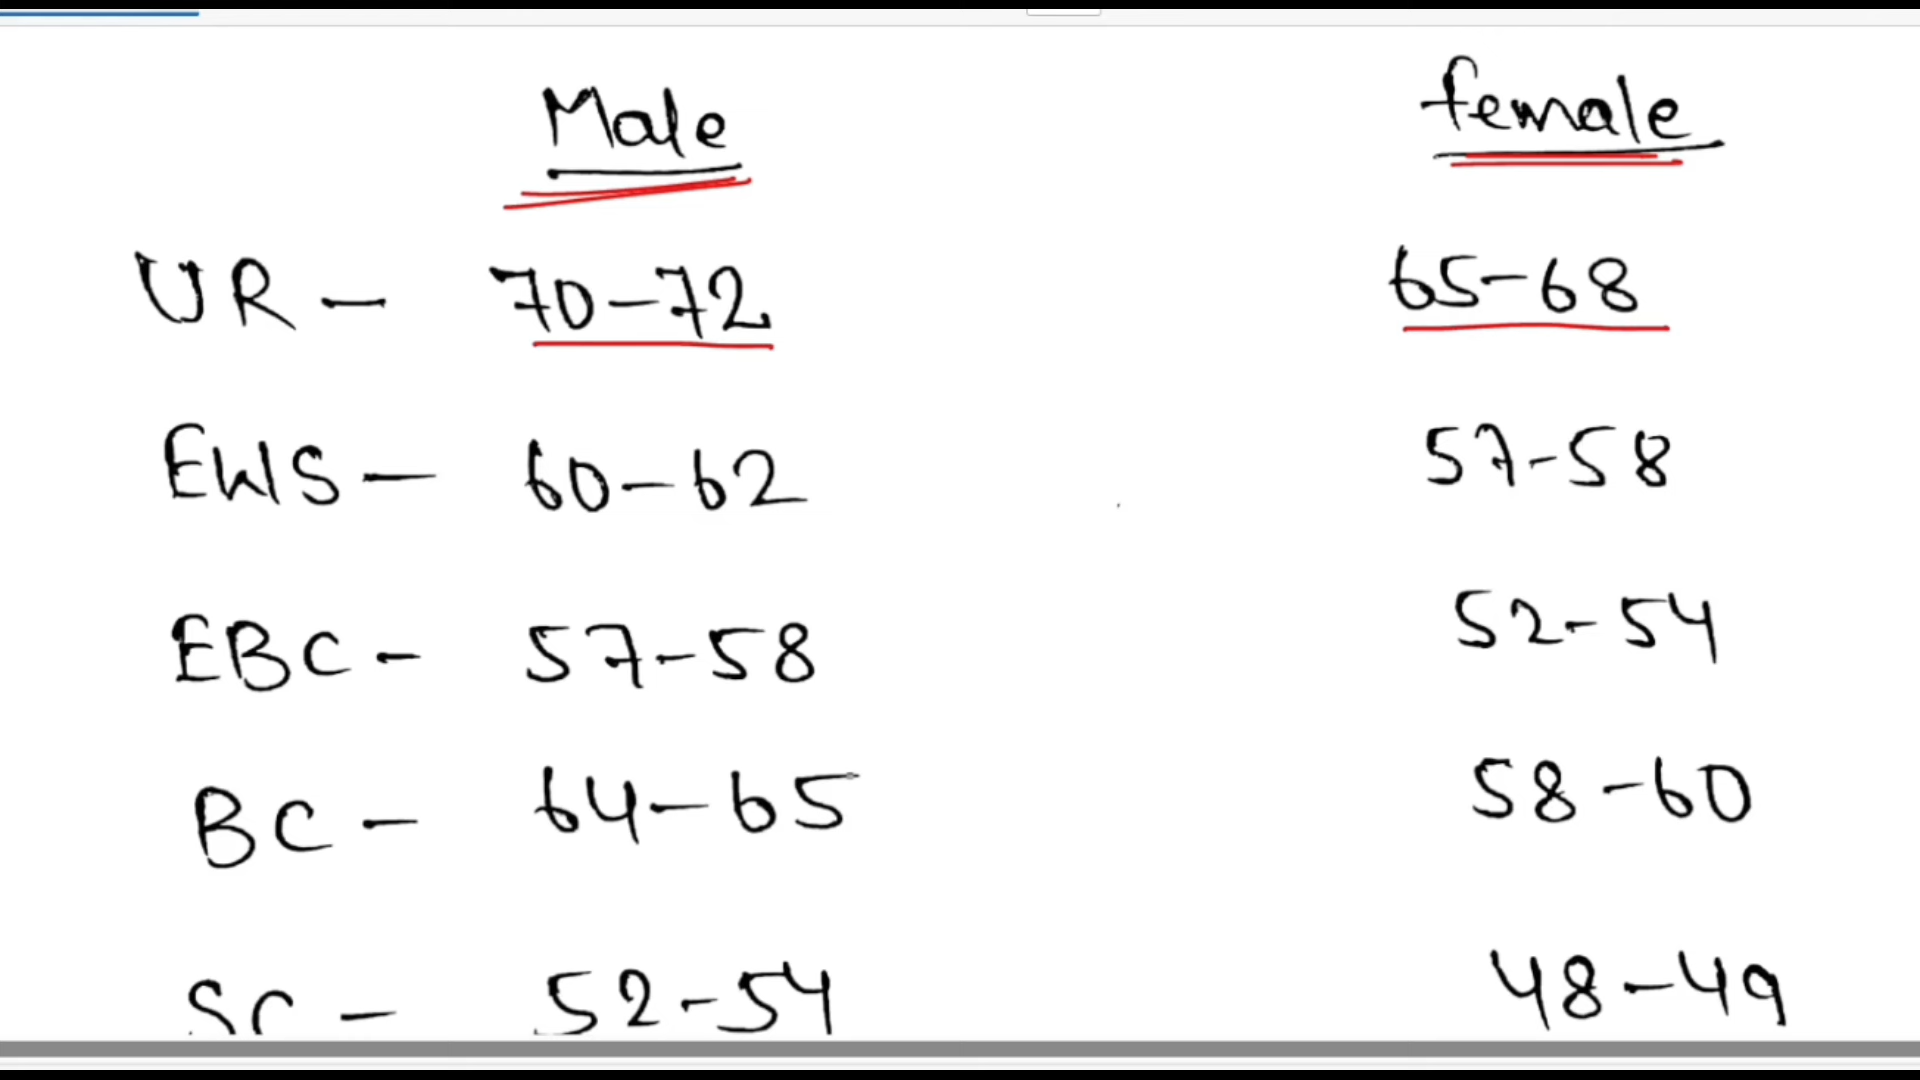 Male female
UR - 70-72 65-68
EWS - 60-62 57-58
EBC - 57-58 52-54
BC - 64-65 58-60
SC - 52-54 48-49